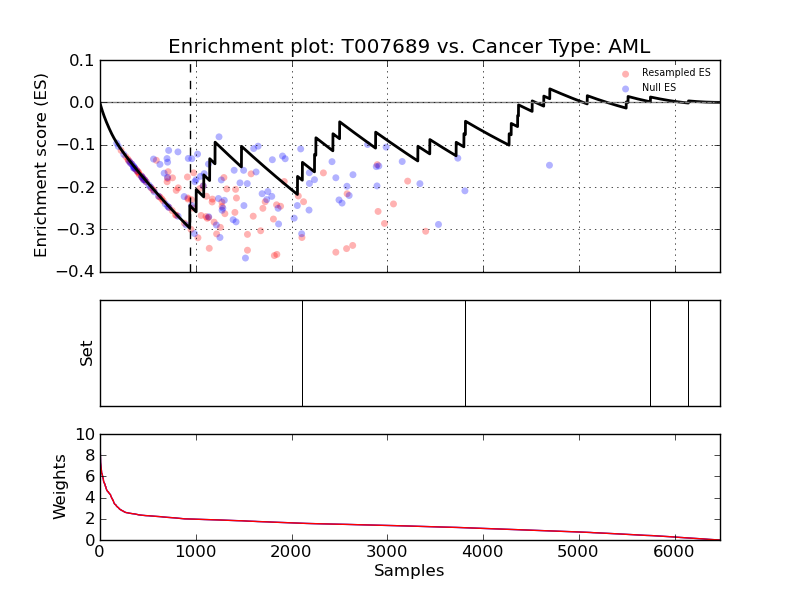 Enrichment plot: T007689 vs. Cancer Type: AML
Enrichment score (ES)
0.1
0.0
−0.1
−0.2
−0.3
−0.4
Resampled ES
Null ES
Set
Weights
10
8
6
4
2
0
0 1000 2000 3000 4000 5000 6000
Samples